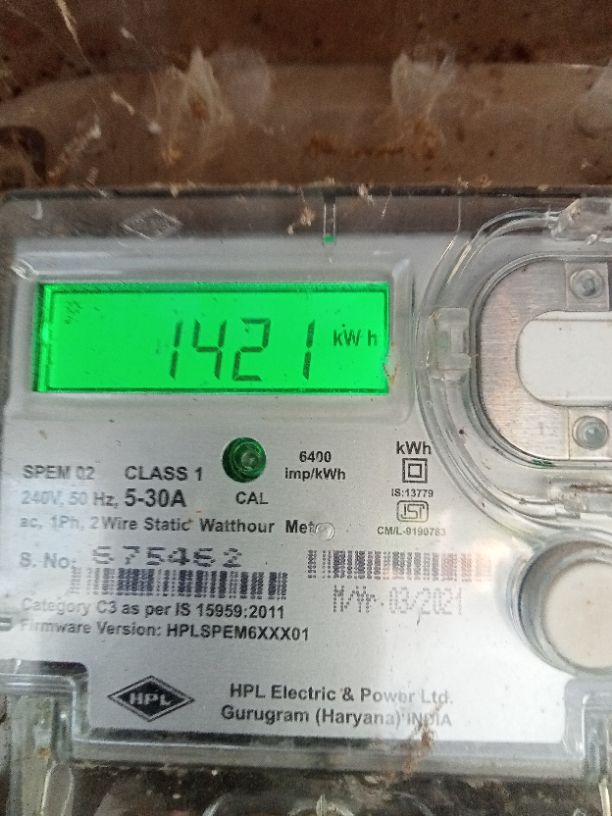 1421 kWh
6400
imp/kWh
kWh
SPEM 02 CLASS 1
240V, 50 Hz, 5-30A
CAL
IS:13779
ac, 1Ph, 2 Wire Static Watthour Meter
CM/L-9190783
S. No: 675462
M/Yr. 03/2021
Category C3 as per IS 15959:2011
Firmware Version: HPLSPEM6XXX01
HPL
HPL Electric & Power Ltd.
Gurugram (Haryana) INDIA